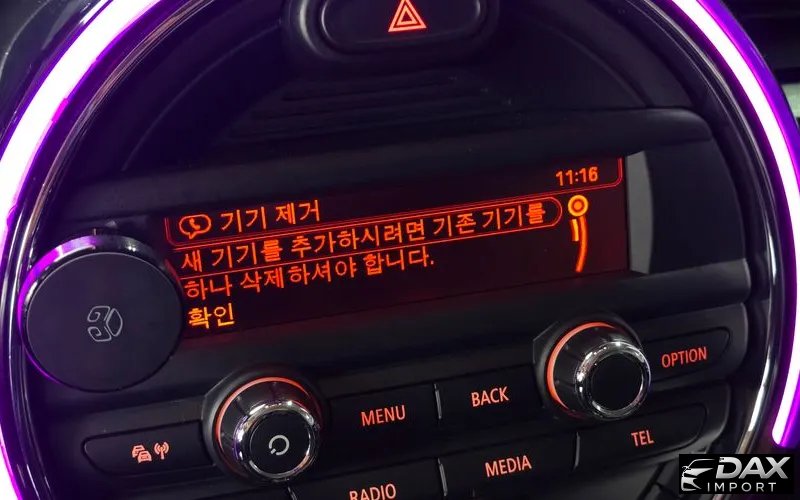 11:16
기기 제거
새 기기를 추가하시려면 기존 기기를
하나 삭제하셔야 합니다.
확인
MENU
BACK
OPTION
RADIO
MEDIA
TEL
DAX
IMPORT